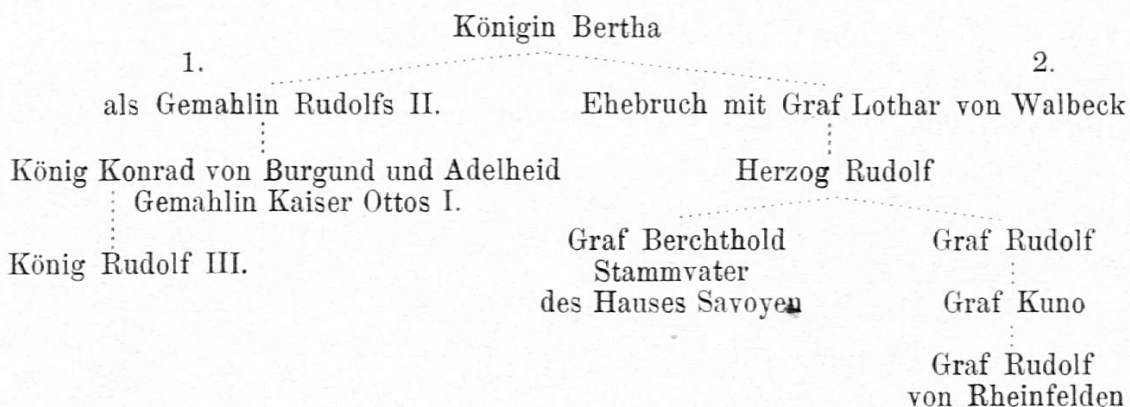 Königin Bertha
1.
2.
als Gemahlin Rudolfs II.
Ehebruch mit Graf Lothar von Walbeck
König Konrad von Burgund und Adelheid
Gemahlin Kaiser Ottos I.
Herzog Rudolf
König Rudolf III.
Graf Berchthold
Stammvater
des Hauses Savoyen
Graf Rudolf
Graf Kuno
Graf Rudolf
von Rheinfelden